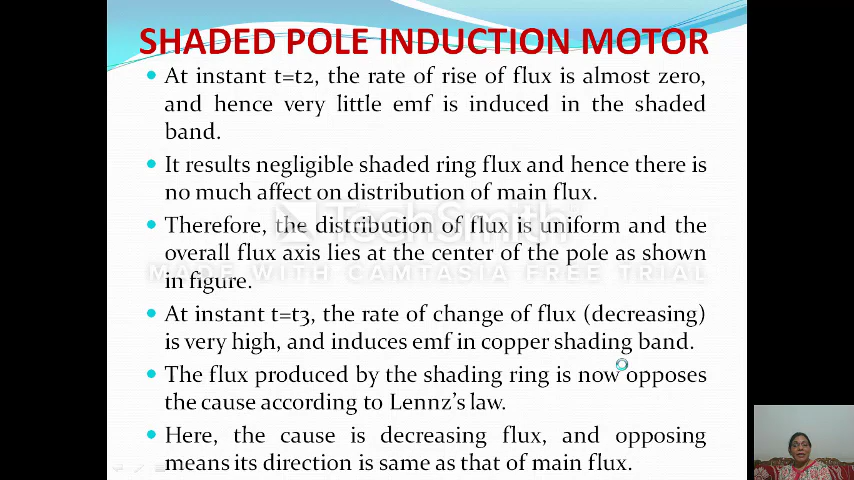 SHADED POLE INDUCTION MOTOR
• At instant t=t2, the rate of rise of flux is almost zero,
and hence very little emf is induced in the shaded
band.
• It results negligible shaded ring flux and hence there is
no much affect on distribution of main flux.
• Therefore, the distribution of flux is uniform and the
overall flux axis lies at the center of the pole as shown
in figure.
TechSmith
MADE WITH CAMTASIA FREE TRIAL
• At instant t=t3, the rate of change of flux (decreasing)
is very high, and induces emf in copper shading band.
• The flux produced by the shading ring is now opposes
the cause according to Lennz's law.
• Here, the cause is decreasing flux, and opposing
means its direction is same as that of main flux.